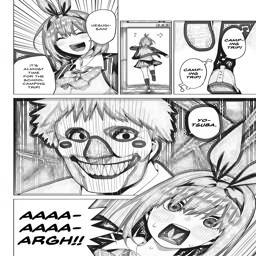 CAMP-
ING
TRIP!
CAMP-
ING
TRIP!
UESUGI-
SAN!
IT'S
ALMOST
TIME
FOR THE
SCHOOL
CAMPING
TRIP!
YO-
TSUBA.
AAAA-
AAAA-
ARGH!!